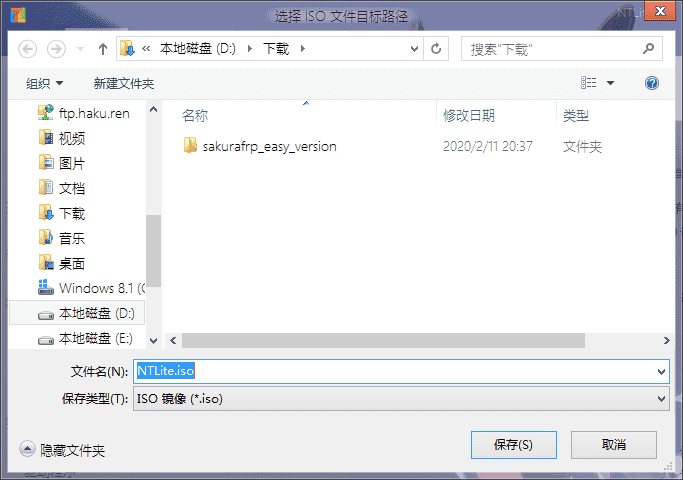 选择 ISO 文件目标路径
NTLi
« 本地磁盘 (D:) 下载
搜索"下载"
组织 新建文件夹
名称 修改日期 类型
ftp.haku.ren
视频
sakurafrp_easy_version 2020/2/11 20:37 文件夹
图片
文档
下载
音乐
桌面
Windows 8.1 (C
本地磁盘 (D:)
本地磁盘 (E:)
文件名(N): NTLite.iso
保存类型(T): ISO 镜像 (*.iso)
隐藏文件夹 保存(S) 取消
驱动程序